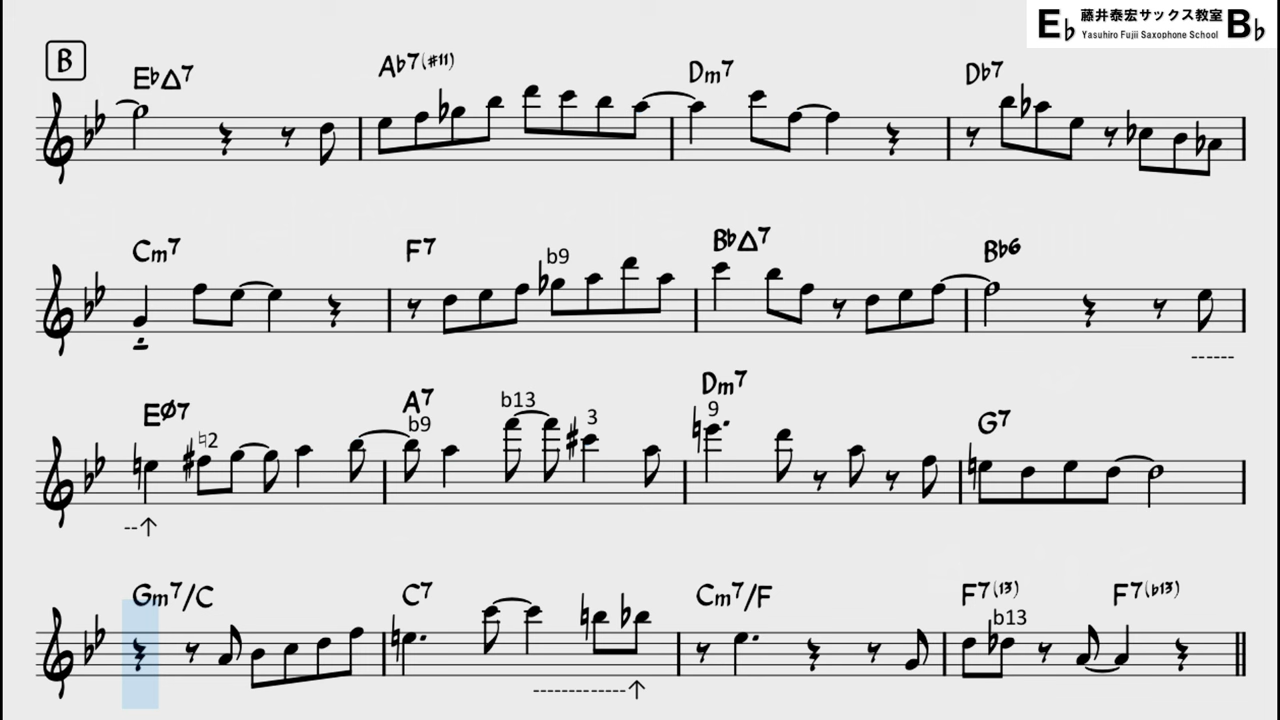 E♭ 藤井泰宏サックス教室 B♭
Yasuhiro Fujii Saxophone School
B
E♭△7 A♭7(#11) Dm7 D♭7
Cm7 F7 b9 B♭△7 B♭6
EØ7 ♮2 A7 b9 b13 3 Dm7 9 G7
Gm7/C C7 Cm7/F F7(13) b13 F7(b13)